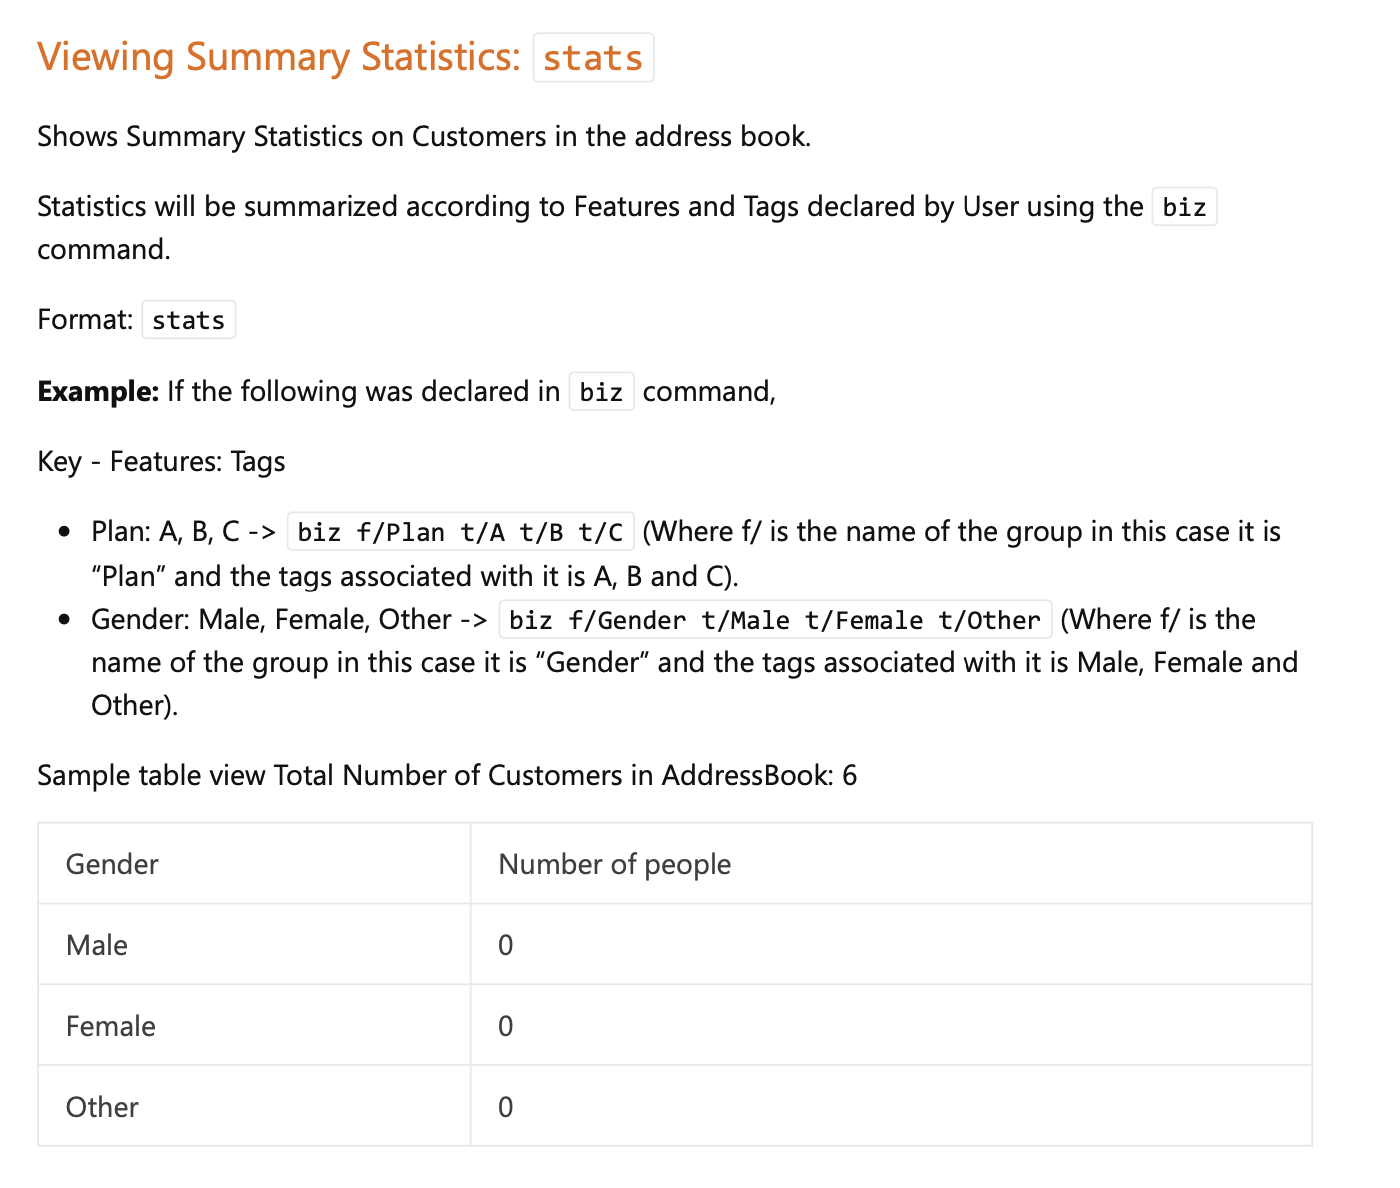 Viewing Summary Statistics: stats
Shows Summary Statistics on Customers in the address book.
Statistics will be summarized according to Features and Tags declared by User using the biz
command.
Format: stats
Example: If the following was declared in biz command,
Key - Features: Tags
• Plan: A, B, C -> biz f/Plan t/A t/B t/C (Where f/ is the name of the group in this case it is
“Plan” and the tags associated with it is A, B and C).
• Gender: Male, Female, Other -> biz f/Gender t/Male t/Female t/Other (Where f/ is the
name of the group in this case it is “Gender” and the tags associated with it is Male, Female and
Other).
Sample table view Total Number of Customers in AddressBook: 6
Gender Number of people
Male 0
Female 0
Other 0